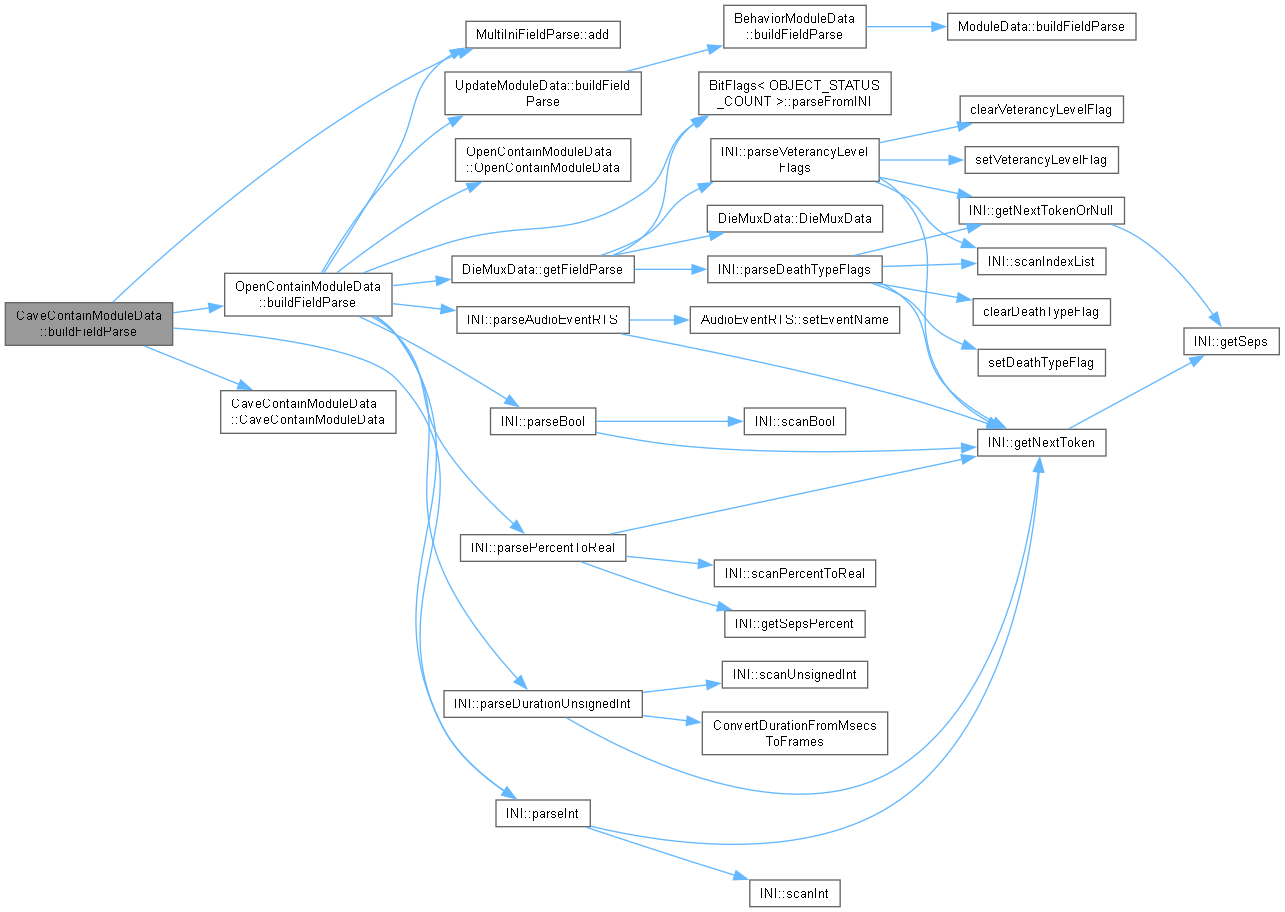 CaveContainModuleData
::buildFieldParse
OpenContainModuleData
::buildFieldParse
CaveContainModuleData
::CaveContainModuleData
MultiIniFieldParse::add
UpdateModuleData::buildField
Parse
OpenContainModuleData
::OpenContainModuleData
DieMuxData::getFieldParse
INI::parseAudioEventRTS
INI::parseBool
INI::parsePercentToReal
INI::parseDurationUnsignedInt
INI::parseInt
BehaviorModuleData
::buildFieldParse
BitFlags< OBJECT_STATUS
_COUNT >::parseFromINI
INI::parseVeterancyLevel
Flags
DieMuxData::DieMuxData
INI::parseDeathTypeFlags
AudioEventRTS::setEventName
INI::scanBool
INI::scanPercentToReal
INI::getSepsPercent
INI::scanUnsignedInt
ConvertDurationFromMsecs
ToFrames
INI::scanInt
ModuleData::buildFieldParse
clearVeterancyLevelFlag
setVeterancyLevelFlag
INI::getNextTokenOrNull
INI::scanIndexList
clearDeathTypeFlag
setDeathTypeFlag
INI::getNextToken
INI::getSeps